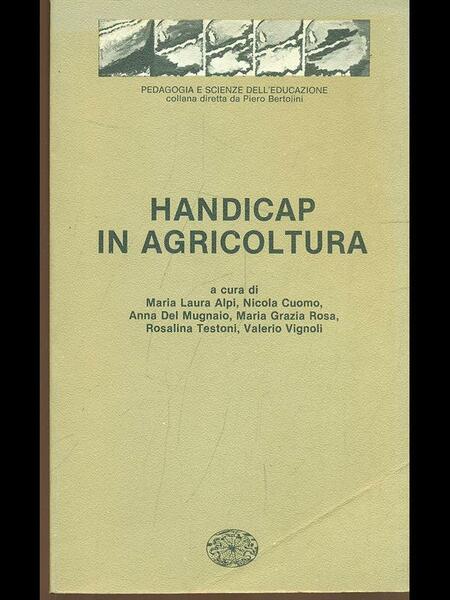 PEDAGOGIA E SCIENZE DELL'EDUCAZIONE
collana diretta da Piero Bertolini
HANDICAP
IN AGRICOLTURA
a cura di
Maria Laura Alpi, Nicola Cuomo,
Anna Del Mugnaio, Maria Grazia Rosa,
Rosalina Testoni, Valerio Vignoli